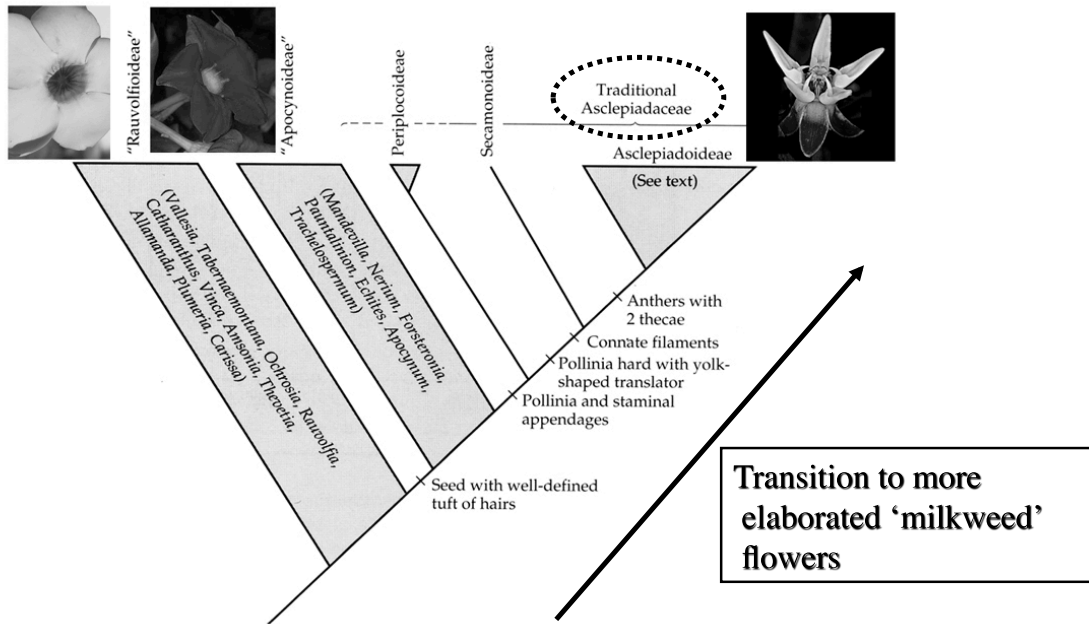 "Rauvolfioideae"
"Apocynoideae"
Periplocoideae
Secamonoideae
Traditional
Asclepiadaceae
Asclepiadoideae
(See text)
(Vallesia, Tabernaemontana, Ochrosia, Rauvolfia,
Catharanthus, Vinca, Amsonia, Thevetia,
Allamanda, Plumeria, Carissa)
(Mandevilla, Nerium, Forsteronia,
Pauntalinion, Echites, Apocynum,
Trachelospermum)
Anthers with
2 thecae
Connate filaments
Pollinia hard with yolk-
shaped translator
Pollinia and staminal
appendages
Seed with well-defined
tuft of hairs
Transition to more
elaborated ‘milkweed’
flowers